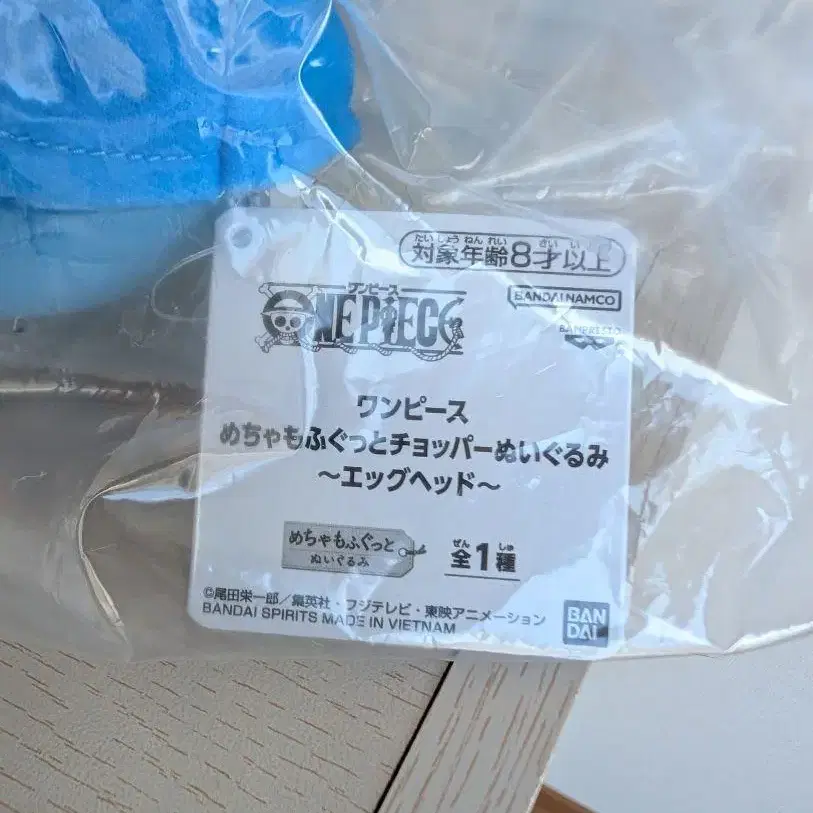 たいしょうねんれい さい い
対象年齢8才以上
ワンピース
ONE PIECE
BANDAI NAMCO
BANPRESTO
ワンピース
めちゃもふぐっとチョッパーぬいぐるみ
～エッグヘッド～
めちゃもふぐっと
ぬいぐるみ
ぜん しゅ
全1種
©尾田栄一郎／集英社・フジテレビ・東映アニメーション
BANDAI SPIRITS MADE IN VIETNAM
BAN
DAI